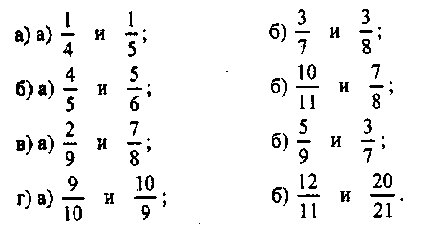 а) а) 1/4 и 1/5; б) 3/7 и 3/8;
б) а) 4/5 и 5/6; б) 10/11 и 7/8;
в) а) 2/9 и 7/8; б) 5/9 и 3/7;
г) а) 9/10 и 10/9; б) 12/11 и 20/21.